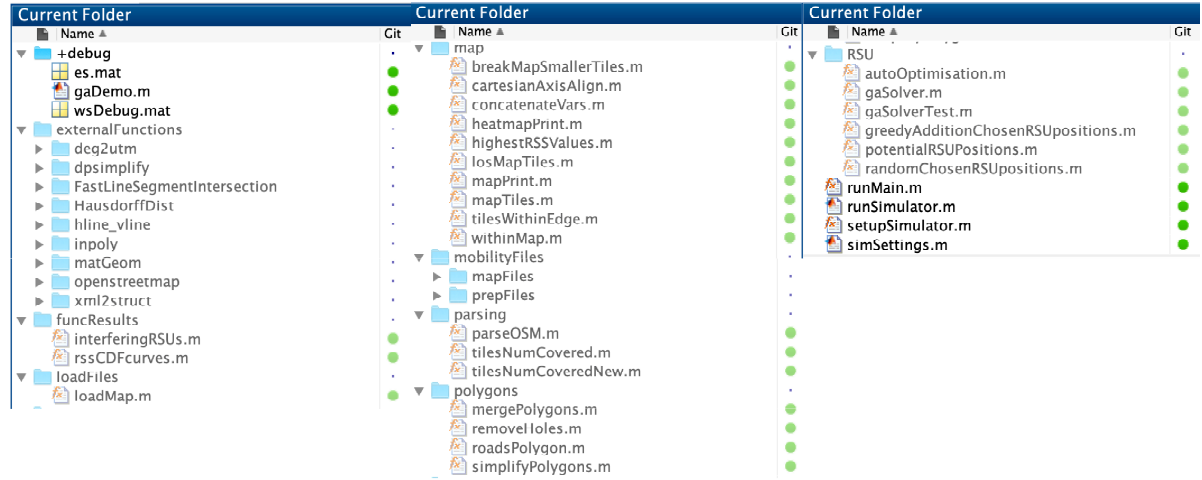 Current Folder
Name Git
+debug
es.mat
gaDemo.m
wsDebug.mat
externalFunctions
deg2utm
dpsimplify
FastLineSegmentIntersection
HausdorffDist
hline_vline
inpoly
matGeom
openstreetmap
xml2struct
funcResults
interferingRSUs.m
rssCDFcurves.m
loadFiles
loadMap.m
Current Folder
Name Git
map
breakMapSmallerTiles.m
cartesianAxisAlign.m
concatenateVars.m
heatmapPrint.m
highestRSSValues.m
losMapTiles.m
mapPrint.m
mapTiles.m
tilesWithinEdge.m
withinMap.m
mobilityFiles
mapFiles
prepFiles
parsing
parseOSM.m
tilesNumCovered.m
tilesNumCoveredNew.m
polygons
mergePolygons.m
removeHoles.m
roadsPolygon.m
simplifyPolygons.m
Current Folder
Name Git
RSU
autoOptimisation.m
gaSolver.m
gaSolverTest.m
greedyAdditionChosenRSUpositions.m
potentialRSUPositions.m
randomChosenRSUpositions.m
runMain.m
runSimulator.m
setupSimulator.m
simSettings.m